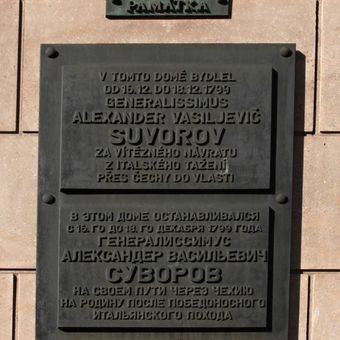 PAMÁTKA
V TOMTO DOMĚ BYDLEL
OD 16.12. DO 18.12.1799
GENERALISSIMUS
ALEXANDER VASILJEVIČ
SUVOROV
ZA VÍTĚZNÉHO NÁVRATU
Z ITALSKÉHO TAŽENÍ
PŘES ČECHY DO VLASTI
В ЭТОМ ДОМЕ ОСТАНАВЛИВАЛСЯ
С 16.ГО ДО 18.ГО ДЕКАБРЯ 1799 ГОДА
ГЕНЕРАЛИССИМУС
АЛЕКСАНДЕР ВАСИЛЬЕВИЧ
СУВОРОВ
НА СВОЕМ ПУТИ ЧЕРЕЗ ЧЕХИЮ
НА РОДИНУ ПОСЛЕ ПОБЕДОНОСНОГО
ИТАЛЬЯНСКОГО ПОХОДА